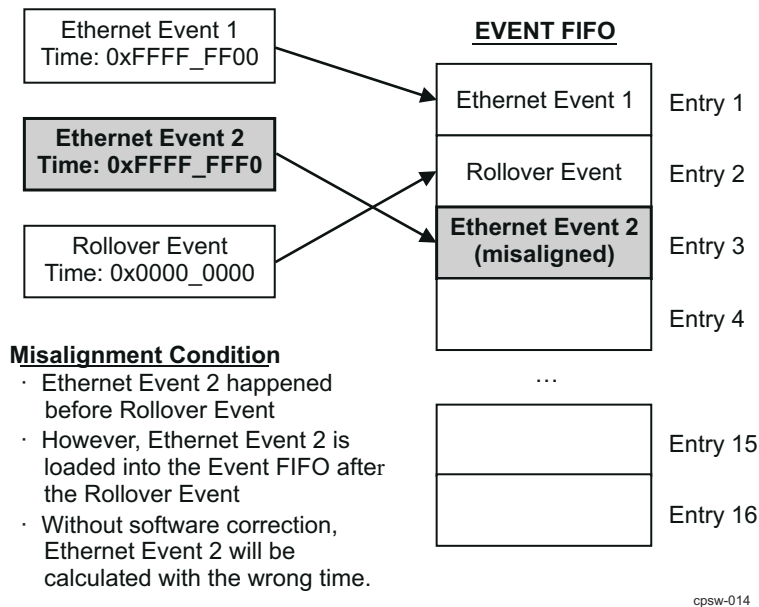 Ethernet Event 1
Time: 0xFFFF_FF00
Ethernet Event 2
Time: 0xFFFF_FFF0
Rollover Event
Time: 0x0000_0000
EVENT FIFO
Ethernet Event 1
Entry 1
Rollover Event
Entry 2
Ethernet Event 2
(misaligned)
Entry 3
Entry 4
…
Entry 15
Entry 16
Misalignment Condition
· Ethernet Event 2 happened
before Rollover Event
· However, Ethernet Event 2 is
loaded into the Event FIFO after
the Rollover Event
· Without software correction,
Ethernet Event 2 will be
calculated with the wrong time.
cpsw-014